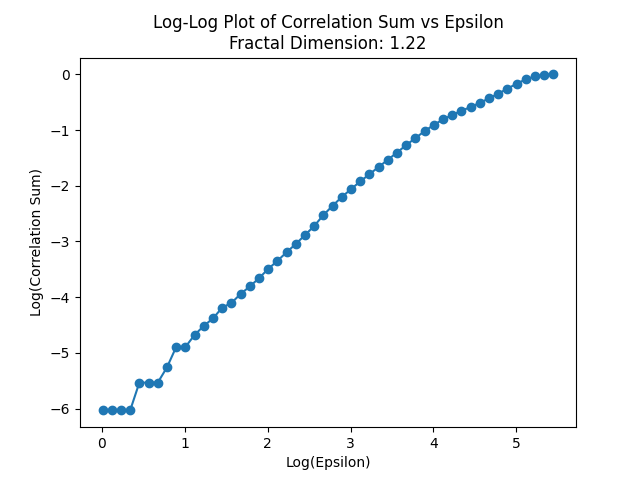 Log-Log Plot of Correlation Sum vs Epsilon
Fractal Dimension: 1.22
Log(Correlation Sum)
0
−1
−2
−3
−4
−5
−6
0 1 2 3 4 5
Log(Epsilon)